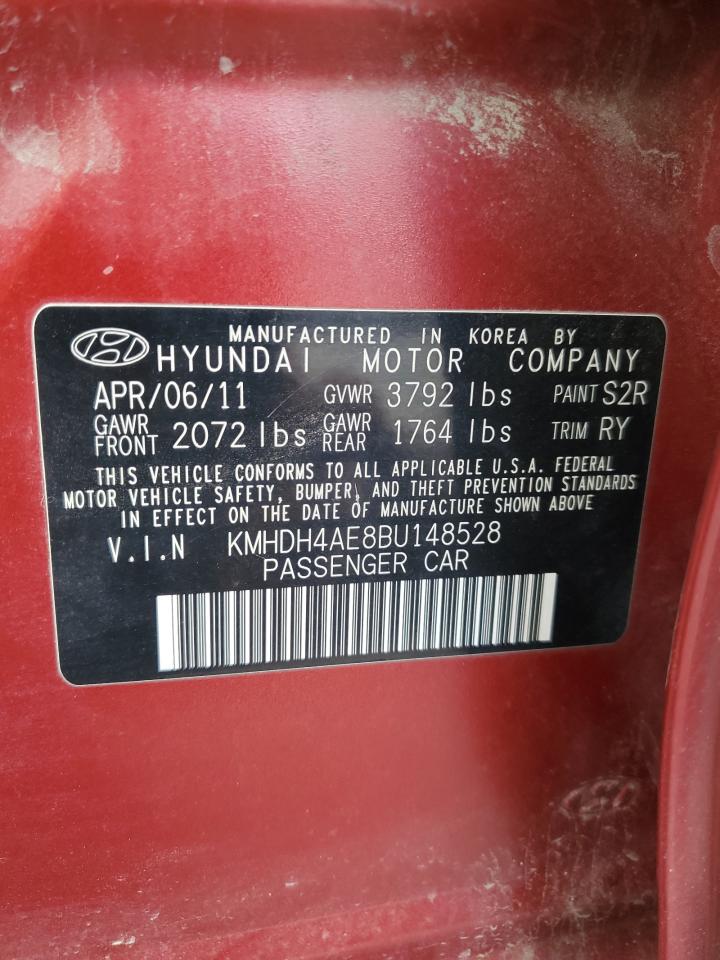 MANUFACTURED IN KOREA BY
HYUNDAI MOTOR COMPANY
APR/06/11 GVWR 3792 lbs PAINT S2R
GAWR FRONT 2072 lbs GAWR REAR 1764 lbs TRIM RY
THIS VEHICLE CONFORMS TO ALL APPLICABLE U.S.A. FEDERAL
MOTOR VEHICLE SAFETY, BUMPER, AND THEFT PREVENTION STANDARDS
IN EFFECT ON THE DATE OF MANUFACTURE SHOWN ABOVE
V.I.N KMHDH4AE8BU148528
PASSENGER CAR